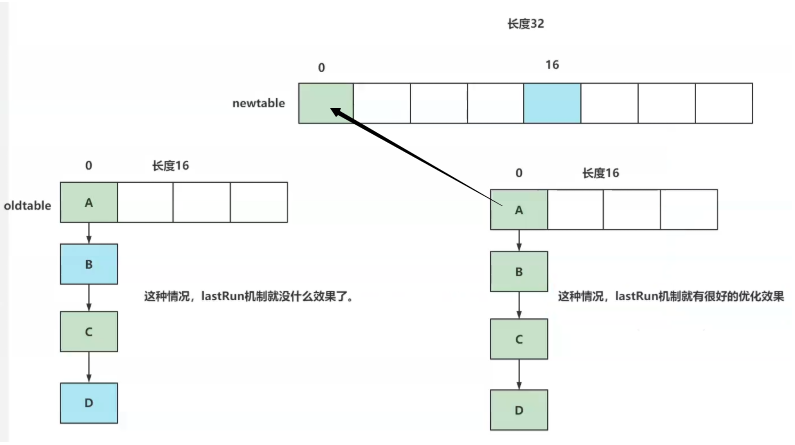 长度32
0 16
newtable
0 长度16
0 长度16
oldtable A
A
B
B
这种情况，lastRun机制就没什么效果了。
这种情况，lastRun机制就有很好的优化效果
C
C
D
D